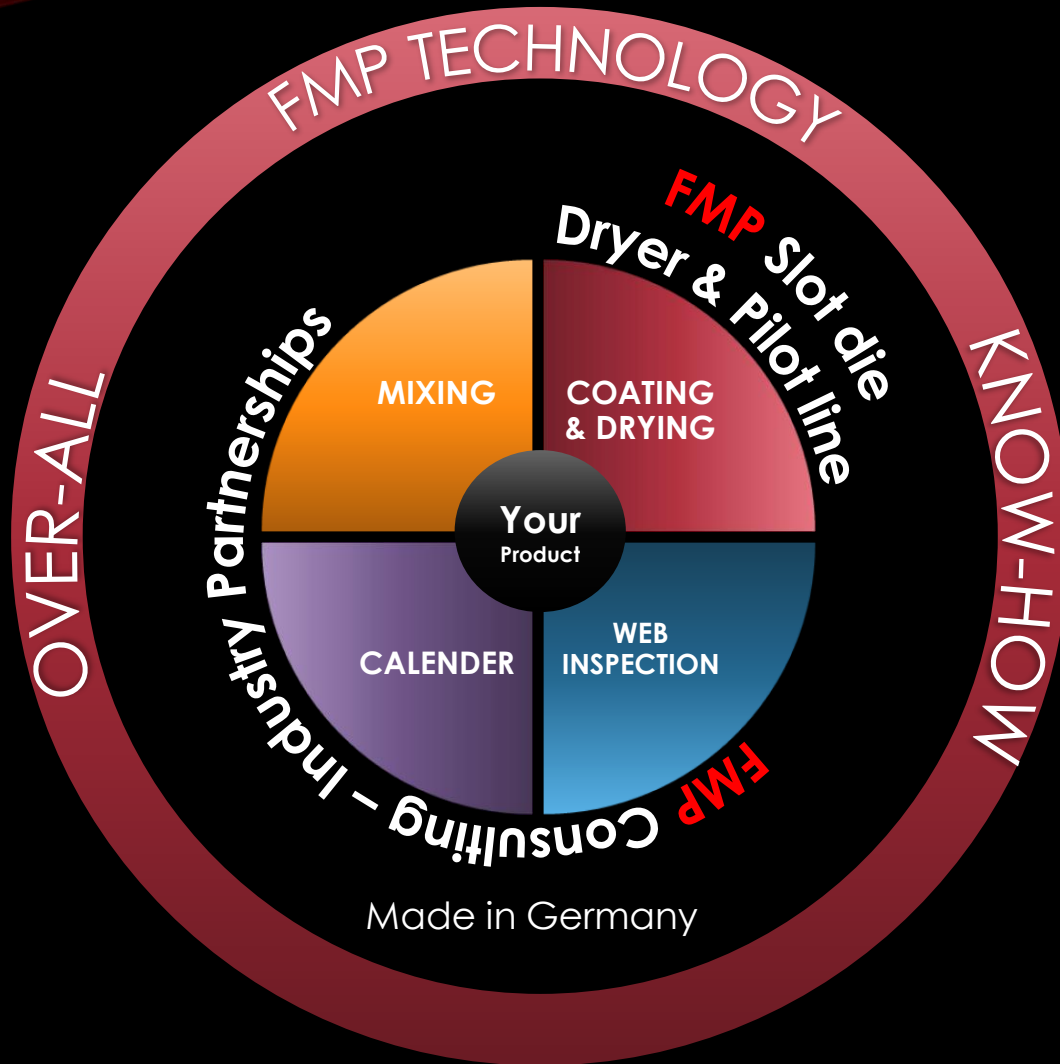 FMP TECHNOLOGY
OVER-ALL
KNOW-HOW
FMP Slot die
Dryer & Pilot line
MIXING
COATING
& DRYING
Your
Product
CALENDER
WEB
INSPECTION
FMP Consulting – Industry Partnerships
Made in Germany